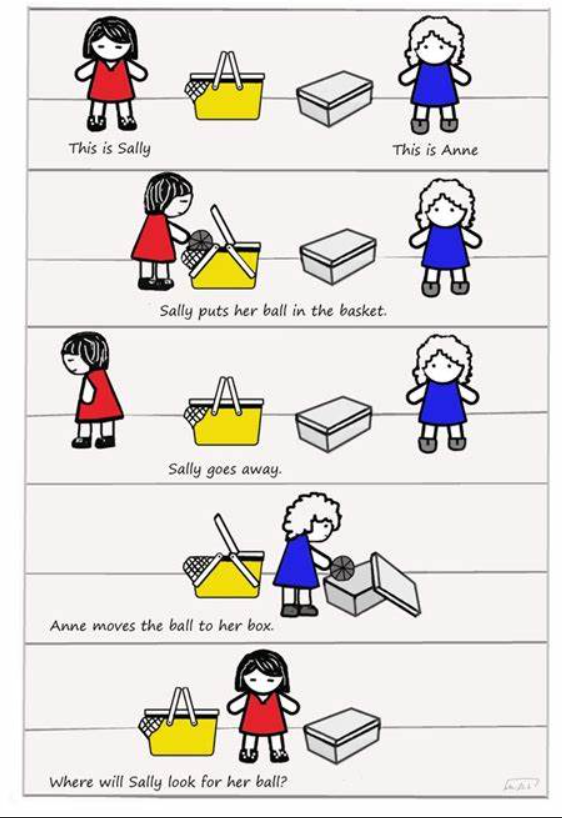 This is Sally
This is Anne
Sally puts her ball in the basket.
Sally goes away.
Anne moves the ball to her box.
Where will Sally look for her ball?